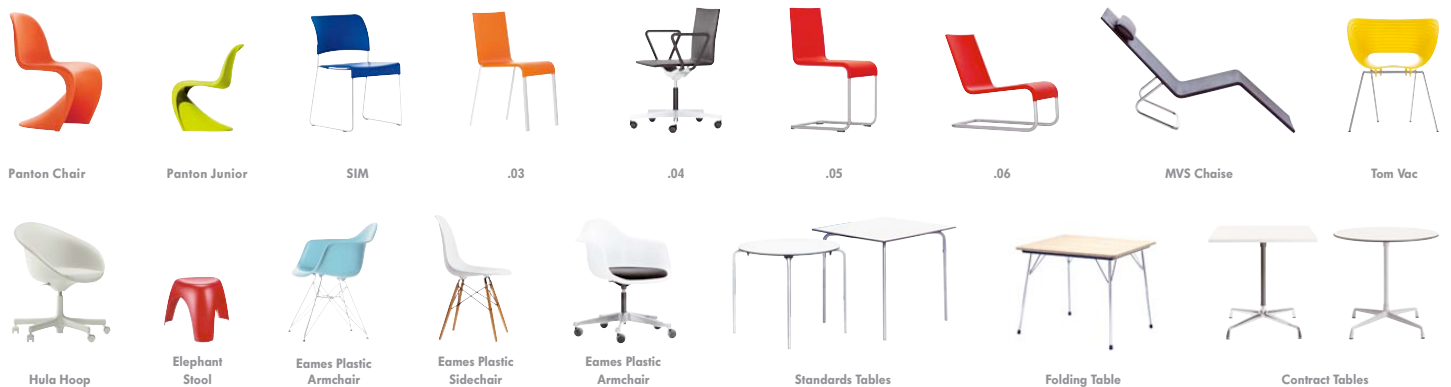 Panton Chair
Panton Junior
SIM
.03
.04
.05
.06
MVS Chaise
Tom Vac
Hula Hoop
Elephant
Stool
Eames Plastic
Armchair
Eames Plastic
Sidechair
Eames Plastic
Armchair
Standards Tables
Folding Table
Contract Tables